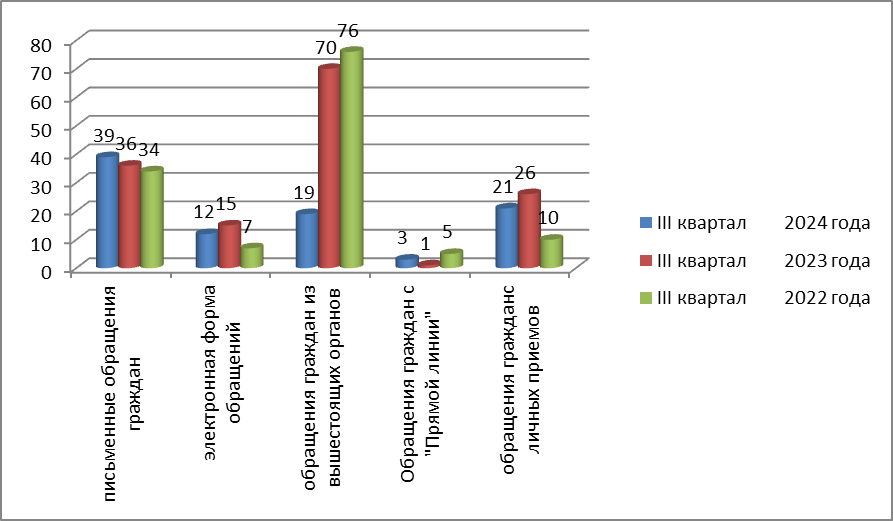 80
70
60
50
40
30
20
10
0
39
36
34
12
15
7
19
70
76
3
1
5
21
26
10
письменные обращения
граждан
электронная форма
обращений
обращения граждан из
вышестоящих органов
Обращения граждан с
"Прямой линии"
обращения гражданс
личных приемов
III квартал 2024 года
III квартал 2023 года
III квартал 2022 года